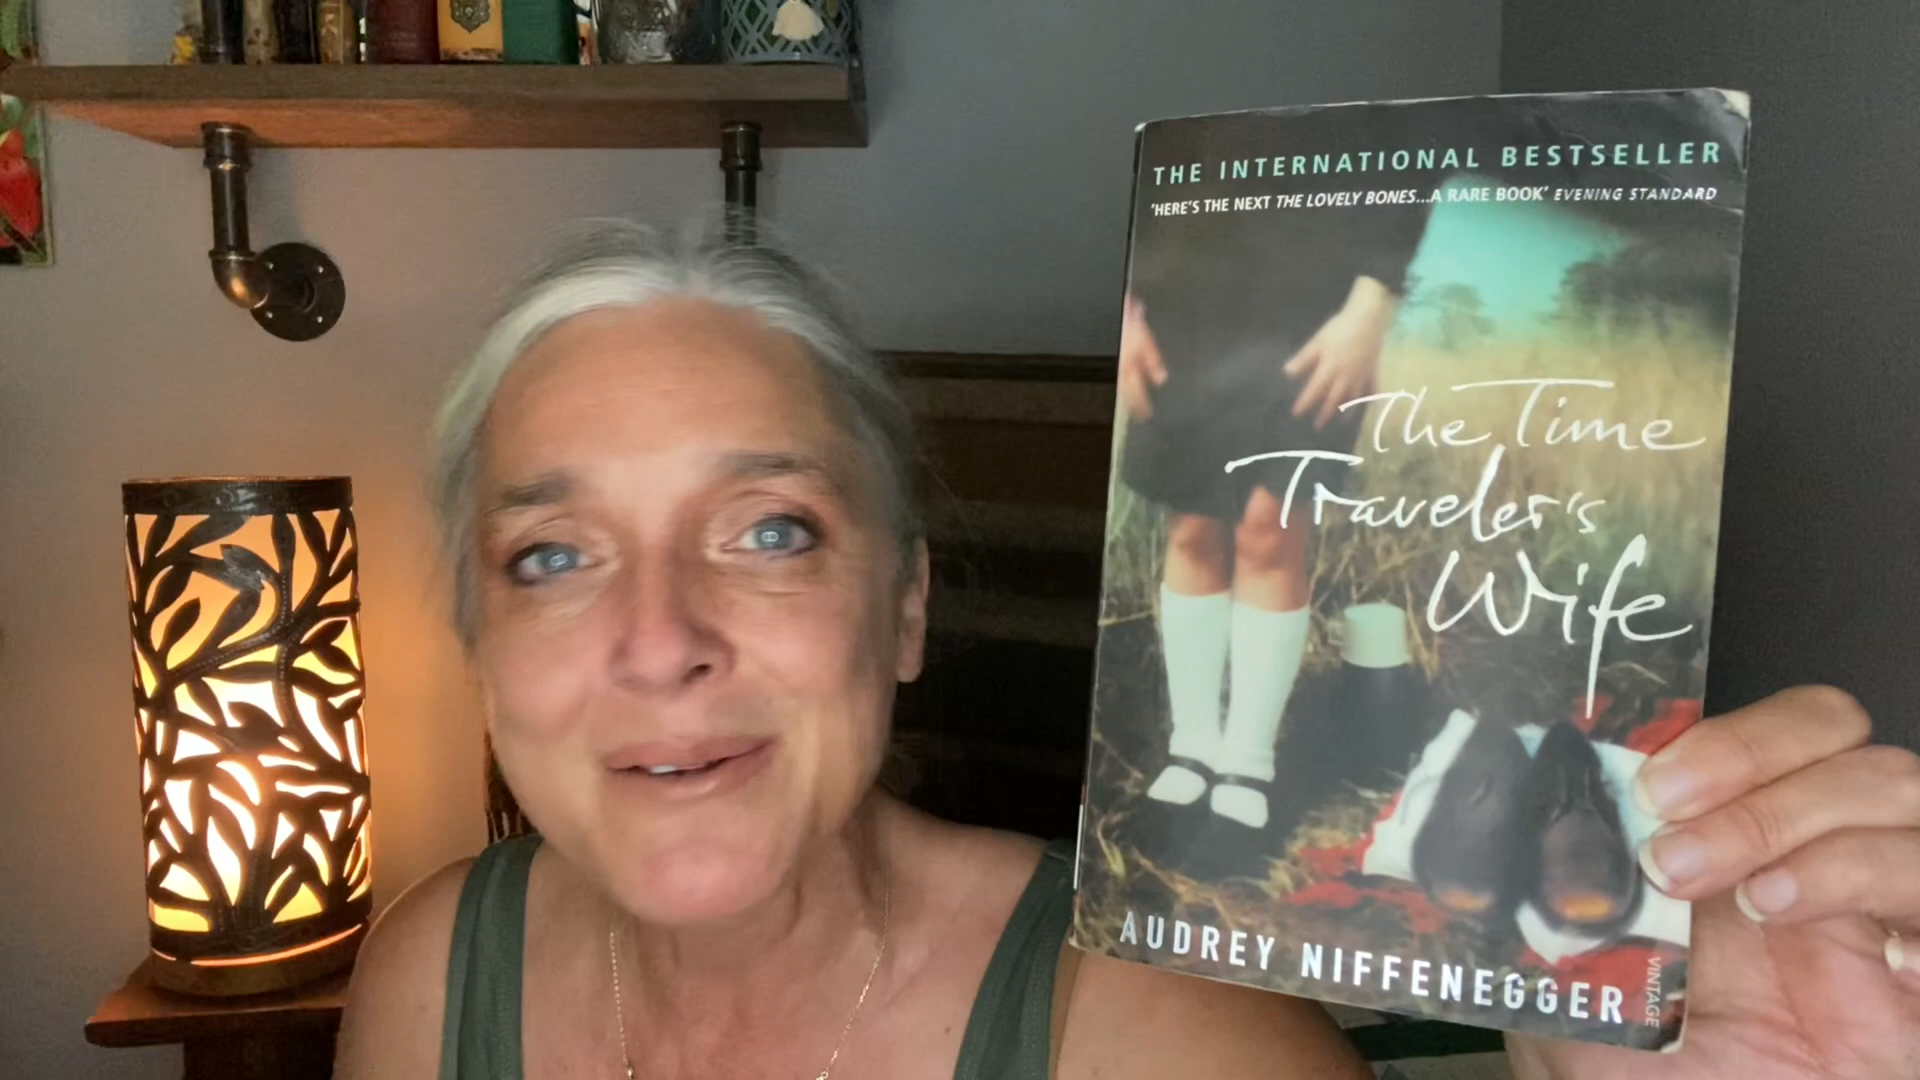 THE INTERNATIONAL BESTSELLER
'HERE'S THE NEXT THE LOVELY BONES...A RARE BOOK' EVENING STANDARD
The Time
Traveler's
Wife
AUDREY NIFFENEGGER
VINTAGE